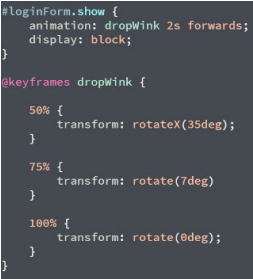 #loginForm.show {
animation: dropWink 2s forwards;
display: block;
}
@keyframes dropWink {
50% {
transform: rotateX(35deg);
}
75% {
transform: rotate(7deg)
}
100% {
transform: rotate(0deg);
}
}